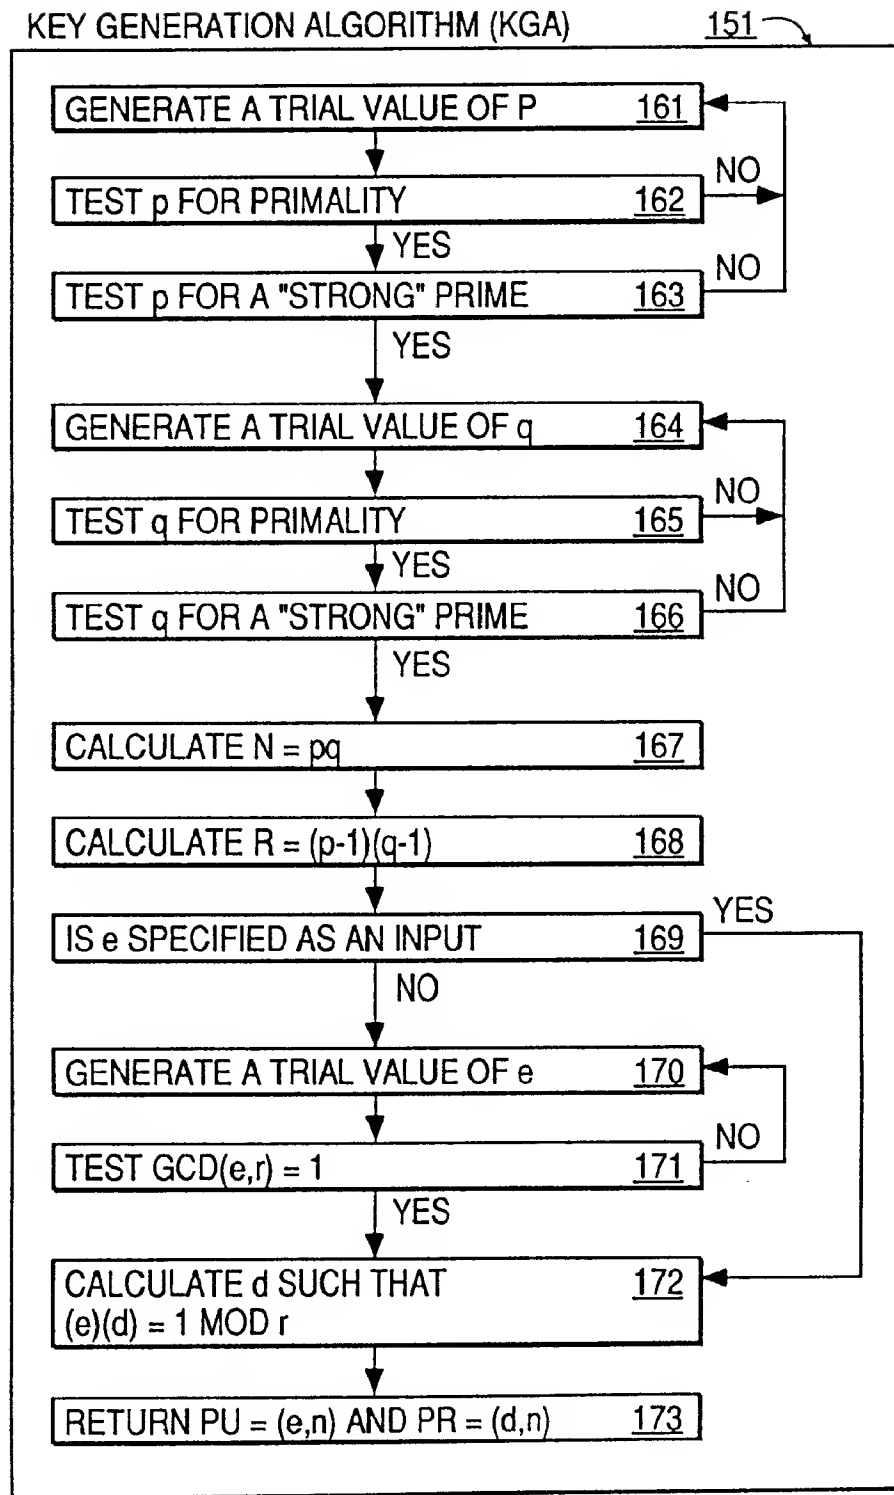 KEY GENERATION ALGORITHM (KGA) 151
GENERATE A TRIAL VALUE OF P 161
NO
TEST p FOR PRIMALITY 162
YES
NO
TEST p FOR A "STRONG" PRIME 163
YES
GENERATE A TRIAL VALUE OF q 164
NO
TEST q FOR PRIMALITY 165
YES
NO
TEST q FOR A "STRONG" PRIME 166
YES
CALCULATE N = pq 167
CALCULATE R = (p-1)(q-1) 168
YES
IS e SPECIFIED AS AN INPUT 169
NO
GENERATE A TRIAL VALUE OF e 170
NO
TEST GCD(e,r) = 1 171
YES
CALCULATE d SUCH THAT 172
(e)(d) = 1 MOD r
RETURN PU = (e,n) AND PR = (d,n) 173